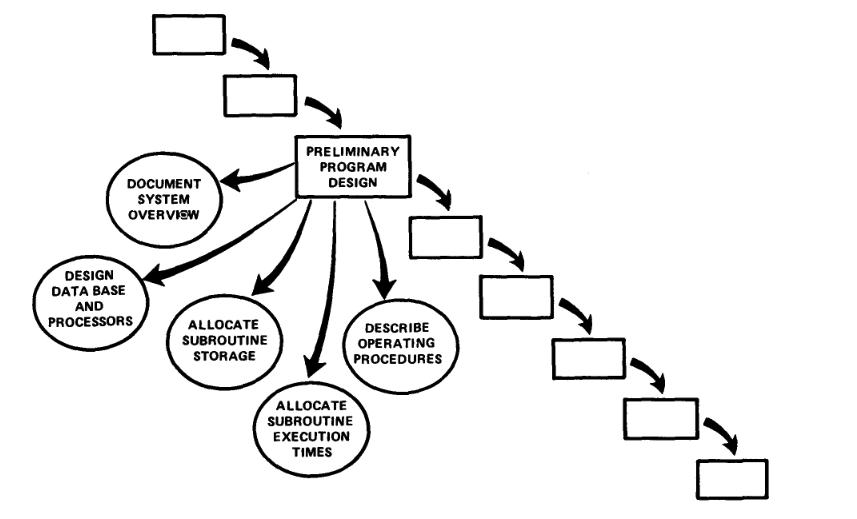 PRELIMINARY
PROGRAM
DESIGN
DOCUMENT
SYSTEM
OVERVIEW
DESIGN
DATA BASE
AND
PROCESSORS
ALLOCATE
SUBROUTINE
STORAGE
ALLOCATE
SUBROUTINE
EXECUTION
TIMES
DESCRIBE
OPERATING
PROCEDURES